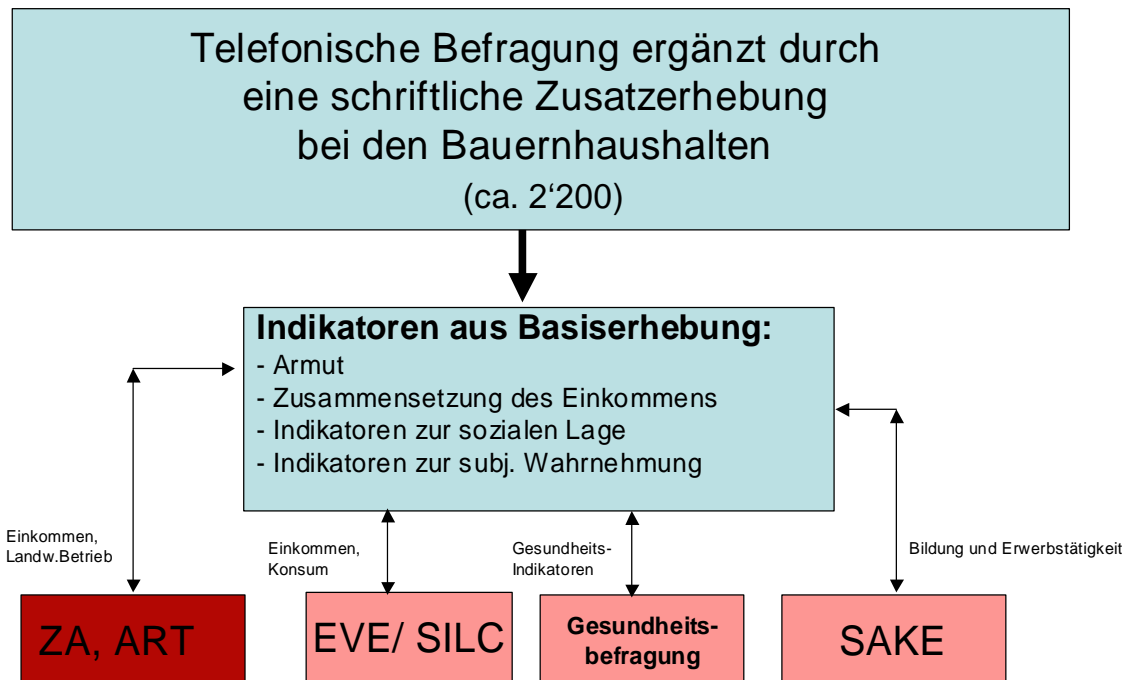 Telefonische Befragung ergänzt durch
eine schriftliche Zusatzerhebung
bei den Bauernhaushalten
(ca. 2‘200)
Indikatoren aus Basiserhebung:
- Armut
- Zusammensetzung des Einkommens
- Indikatoren zur sozialen Lage
- Indikatoren zur subj. Wahrnehmung
Einkommen,
Landw.Betrieb
Einkommen,
Konsum
Gesundheits-
Indikatoren
Bildung und Erwerbstätigkeit
ZA, ART
EVE/ SILC
Gesundheits-
befragung
SAKE